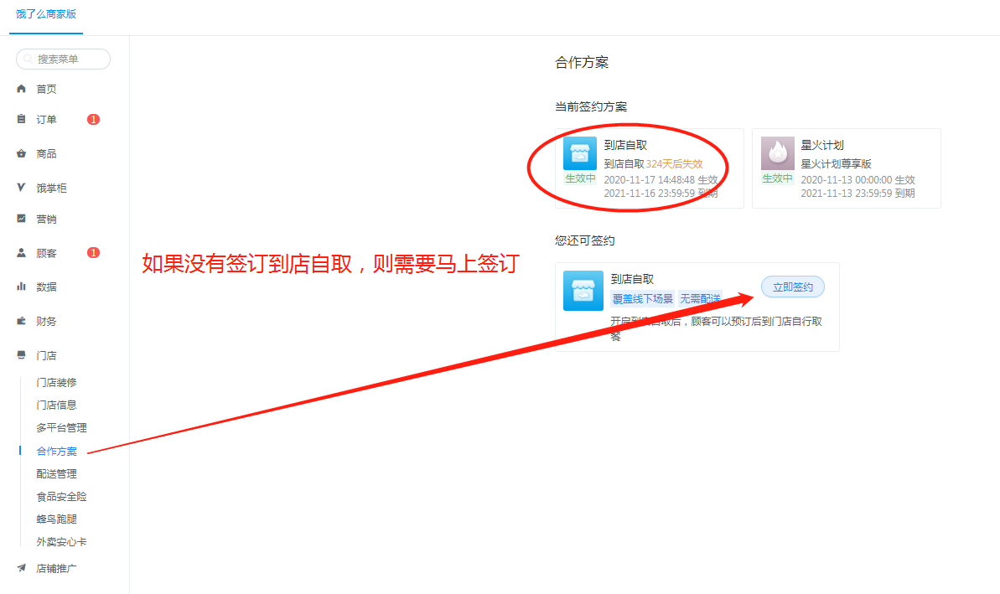 饿了么商家版
搜索菜单
首页
订单 1
商品
饿掌柜
营销
顾客 1
数据
财务
门店
门店装修
门店信息
多平台管理
合作方案
配送管理
食品安全险
蜂鸟跑腿
外卖安心卡
店铺推广
合作方案
当前签约方案
到店自取
到店自取 324天后失效
生效中
2020-11-17 14:48:48 生效
2021-11-16 23:59:59 到期
星火计划
星火计划尊享版
生效中
2020-11-13 00:00:00 生效
2021-11-13 23:59:59 到期
如果没有签订到店自取，则需要马上签订
您还可签约
到店自取
覆盖线下场景 无需配送
立即签约
开启到店自取后，顾客可以预订后到门店自行取
餐